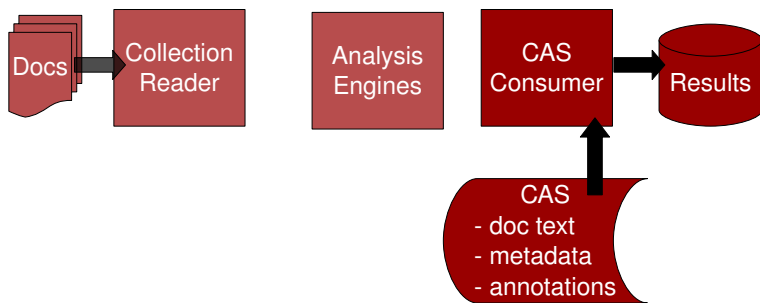 Docs
Collection
Reader
Analysis
Engines
CAS
Consumer
Results
CAS
- doc text
- metadata
- annotations